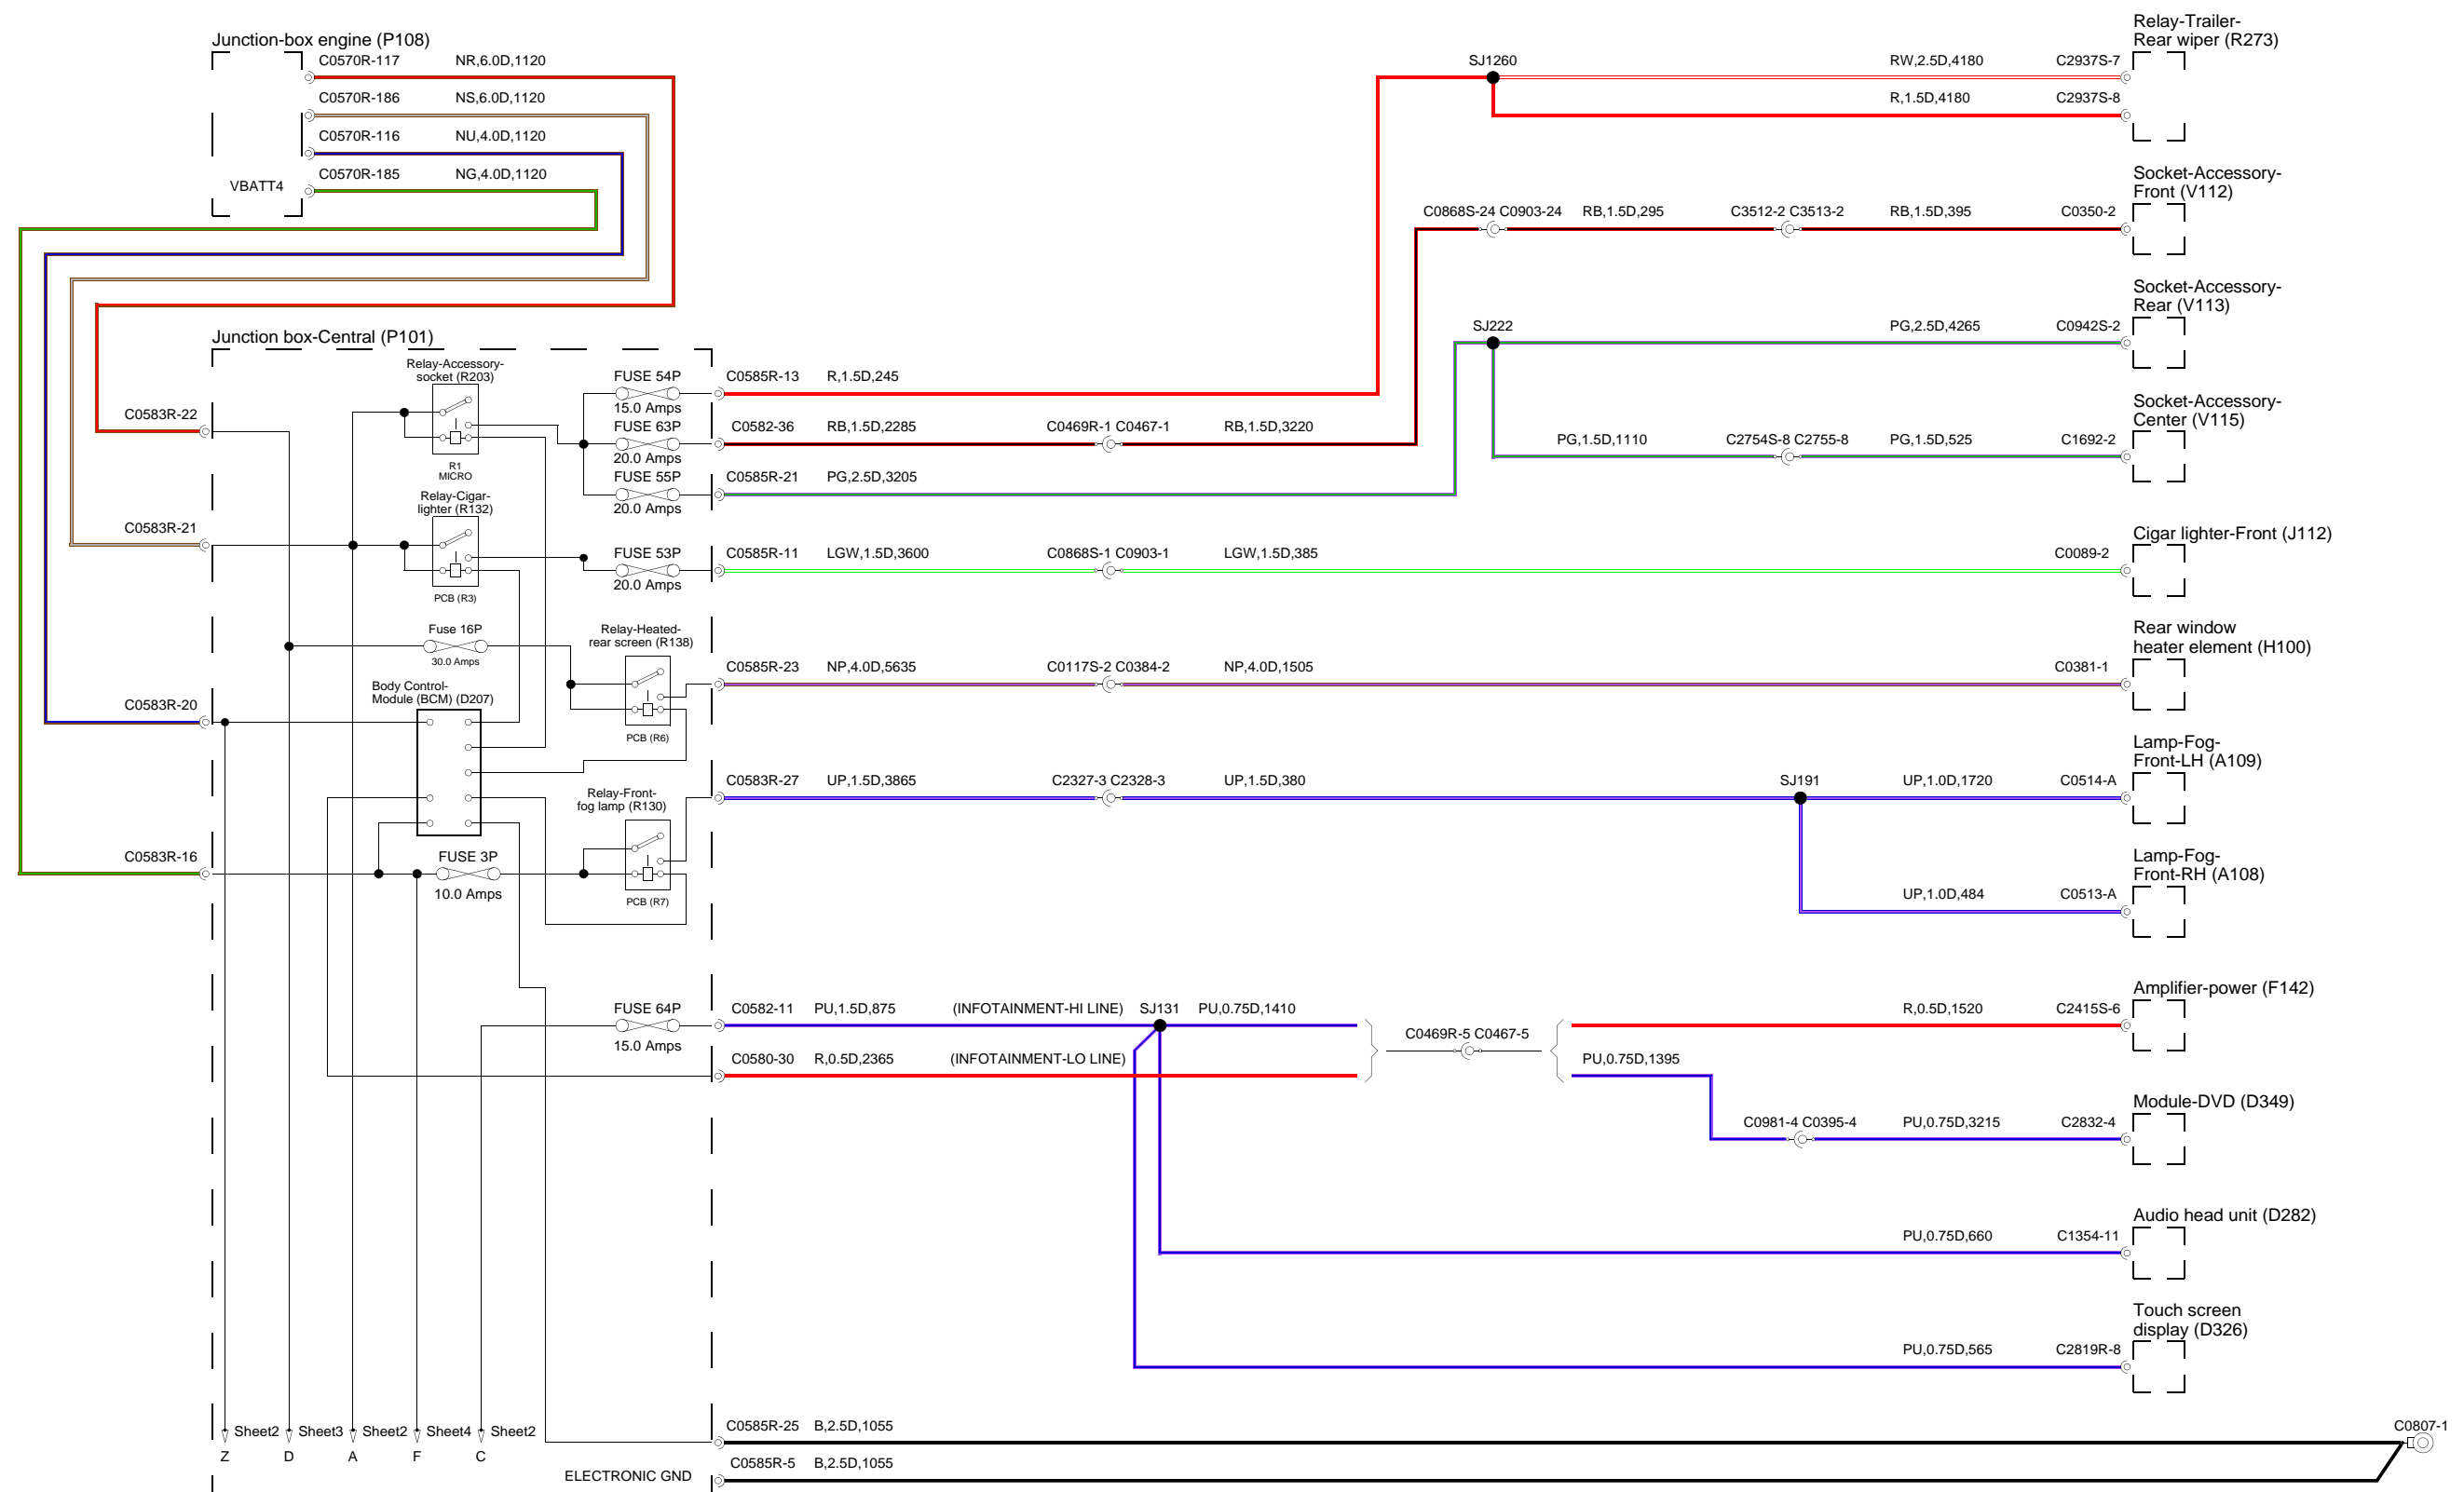 Junction-box engine (P108)
C0570R-117 NR,6.0D,1120
C0570R-186 NS,6.0D,1120
C0570R-116 NU,4.0D,1120
C0570R-185 NG,4.0D,1120
VBATT4
SJ1260
RW,2.5D,4180 C2937S-7
R,1.5D,4180 C2937S-8
Relay-Trailer-
Rear wiper (R273)
C0868S-24 C0903-24 RB,1.5D,295 C3512-2 C3513-2 RB,1.5D,395 C0350-2
Socket-Accessory-
Front (V112)
SJ222 PG,2.5D,4265 C0942S-2
Socket-Accessory-
Rear (V113)
PG,1.5D,1110 C2754S-8 C2755-8 PG,1.5D,525 C1692-2
Socket-Accessory-
Center (V115)
Junction box-Central (P101)
C0583R-22
C0583R-21
C0583R-20
C0583R-16
Relay-Accessory-
socket (R203)
R1
MICRO
Relay-Cigar-
lighter (R132)
PCB (R3)
FUSE 54P
15.0 Amps
C0585R-13 R,1.5D,245
FUSE 63P
20.0 Amps
C0582-36 RB,1.5D,2285 C0469R-1 C0467-1 RB,1.5D,3220
FUSE 55P
20.0 Amps
C0585R-21 PG,2.5D,3205
FUSE 53P
20.0 Amps
C0585R-11 LGW,1.5D,3600 C0868S-1 C0903-1 LGW,1.5D,385 C0089-2
Cigar lighter-Front (J112)
Fuse 16P
30.0 Amps
Relay-Heated-
rear screen (R138)
PCB (R6)
C0585R-23 NP,4.0D,5635 C0117S-2 C0384-2 NP,4.0D,1505 C0381-1
Rear window
heater element (H100)
Body Control-
Module (BCM) (D207)
Relay-Front-
fog lamp (R130)
PCB (R7)
C0583R-27 UP,1.5D,3865 C2327-3 C2328-3 UP,1.5D,380 SJ191 UP,1.0D,1720 C0514-A
Lamp-Fog-
Front-LH (A109)
FUSE 3P
10.0 Amps
UP,1.0D,484 C0513-A
Lamp-Fog-
Front-RH (A108)
FUSE 64P
15.0 Amps
C0582-11 PU,1.5D,875 (INFOTAINMENT-HI LINE) SJ131 PU,0.75D,1410
C0580-30 R,0.5D,2365 (INFOTAINMENT-LO LINE)
C0469R-5 C0467-5
R,0.5D,1520 C2415S-6
Amplifier-power (F142)
PU,0.75D,1395
C0981-4 C0395-4 PU,0.75D,3215 C2832-4
Module-DVD (D349)
PU,0.75D,660 C1354-11
Audio head unit (D282)
PU,0.75D,565 C2819R-8
Touch screen
display (D326)
Sheet2 Sheet3 Sheet2 Sheet4 Sheet2
Z D A F C
C0585R-25 B,2.5D,1055
C0807-1
ELECTRONIC GND
C0585R-5 B,2.5D,1055